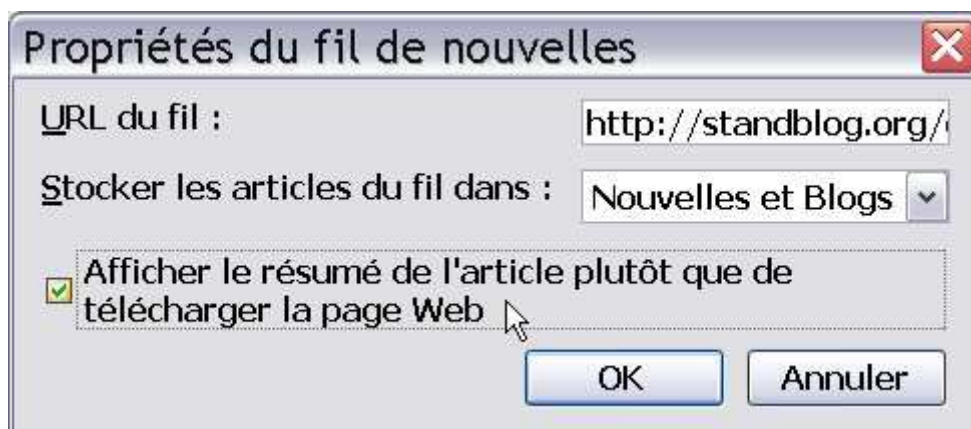 Propriétés du fil de nouvelles
URL du fil :
http://standblog.org/
Stocker les articles du fil dans :
Nouvelles et Blogs
Afficher le résumé de l'article plutôt que de
télécharger la page Web
OK
Annuler